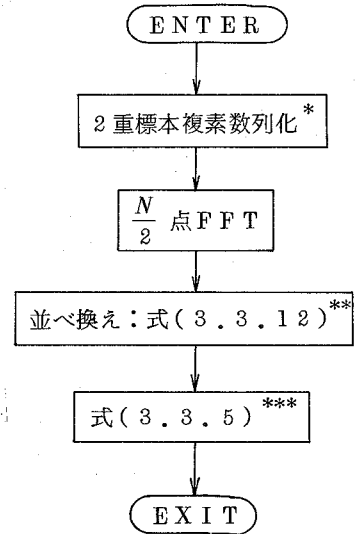 ENTER
2重標本複素数列化*
N/2 点FFT
並べ換え:式(3.3.12)**
式(3.3.5)***
EXIT